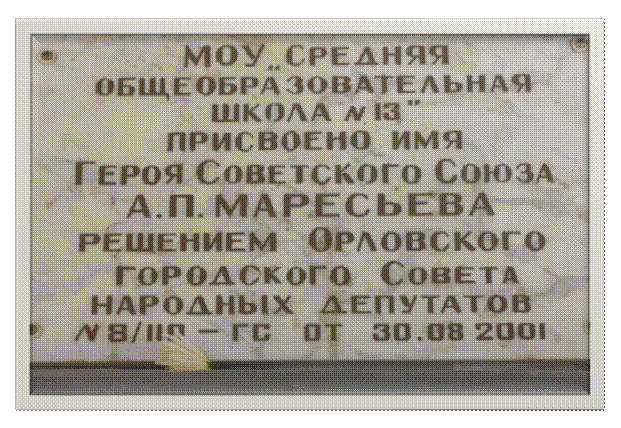 МОУ „СРЕДНЯЯ
ОБЩЕОБРАЗОВАТЕЛЬНАЯ
ШКОЛА № 13"
ПРИСВОЕНО ИМЯ
ГЕРОЯ СОВЕТСКОГО СОЮЗА
А.П. МАРЕСЬЕВА
РЕШЕНИЕМ ОРЛОВСКОГО
ГОРОДСКОГО СОВЕТА
НАРОДНЫХ ДЕПУТАТОВ
№ 8/110 – ГС ОТ 30.08 2001